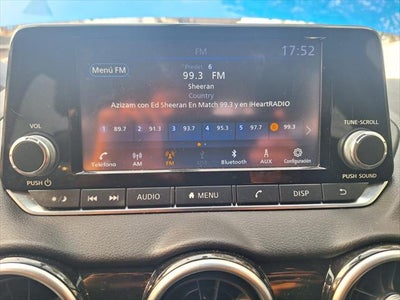 FM
17:52
Menú FM
Predet. 6
99.3 FM
Sheeran
Country
Azizam con Ed Sheeran En Match 99.3 y en iHeartRADIO
1 89.7 2 91.3 3 93.7 4 95.3 5 97.7 6 99.3
Teléfono AM FM Bluetooth AUX Configuración
VOL
TUNE·SCROLL
PUSH
PUSH SOUND
AUDIO MENU DISP